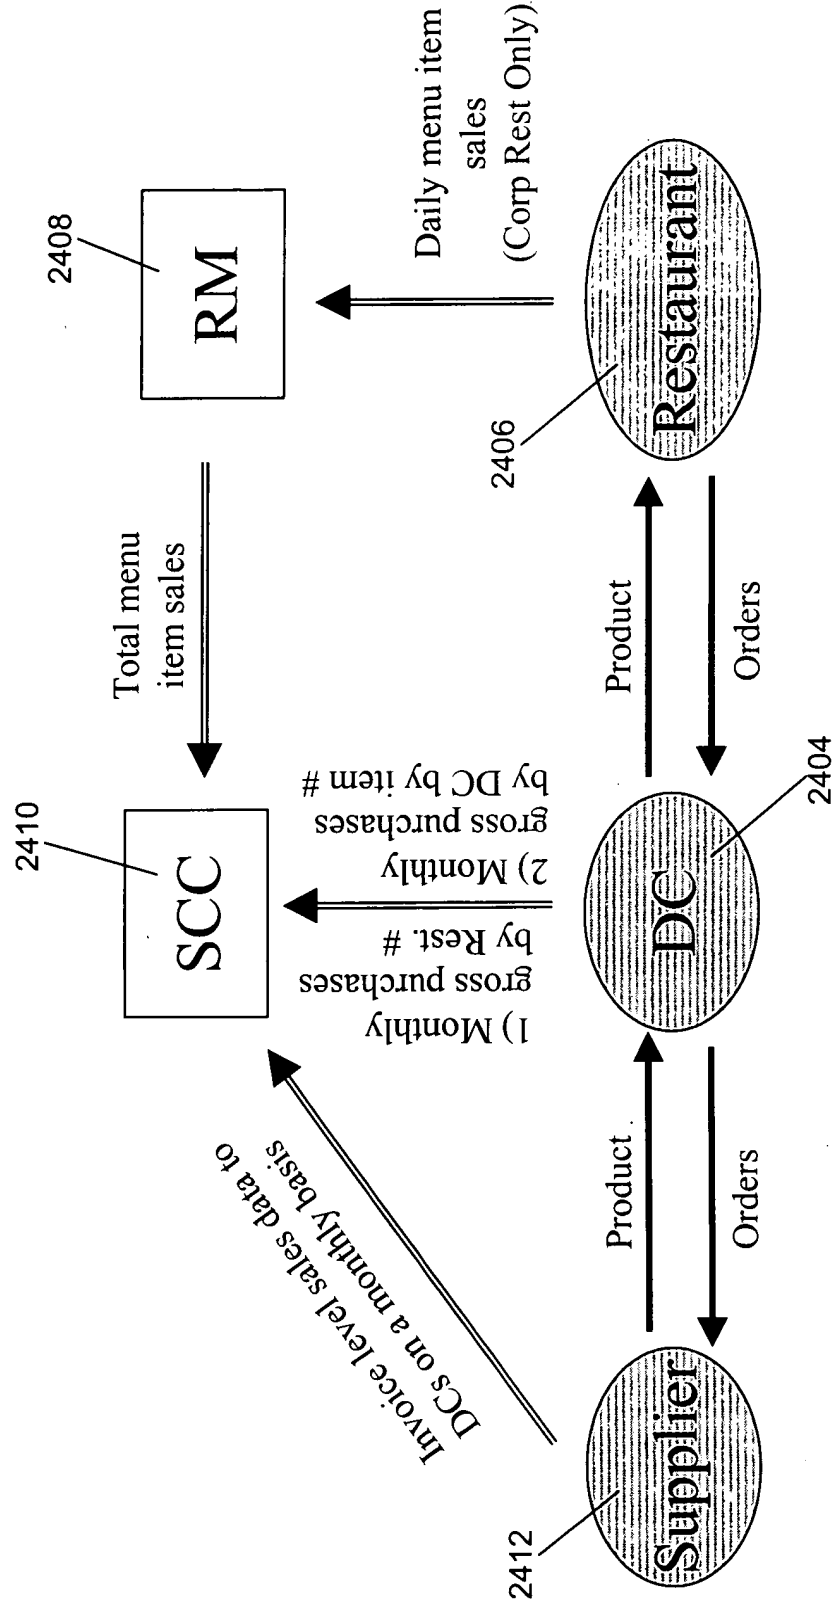 2410
2408
SCC
RM
Total menu
item sales
Invoice level sales data to
DCs on a monthly basis
1) Monthly
gross purchases
by Rest. #
2) Monthly
gross purchases
by DC by item #
Daily menu item
sales
(Corp Rest Only)
2412
2406
Supplier
Product
Orders
DC
Product
Orders
Restaurant
2404